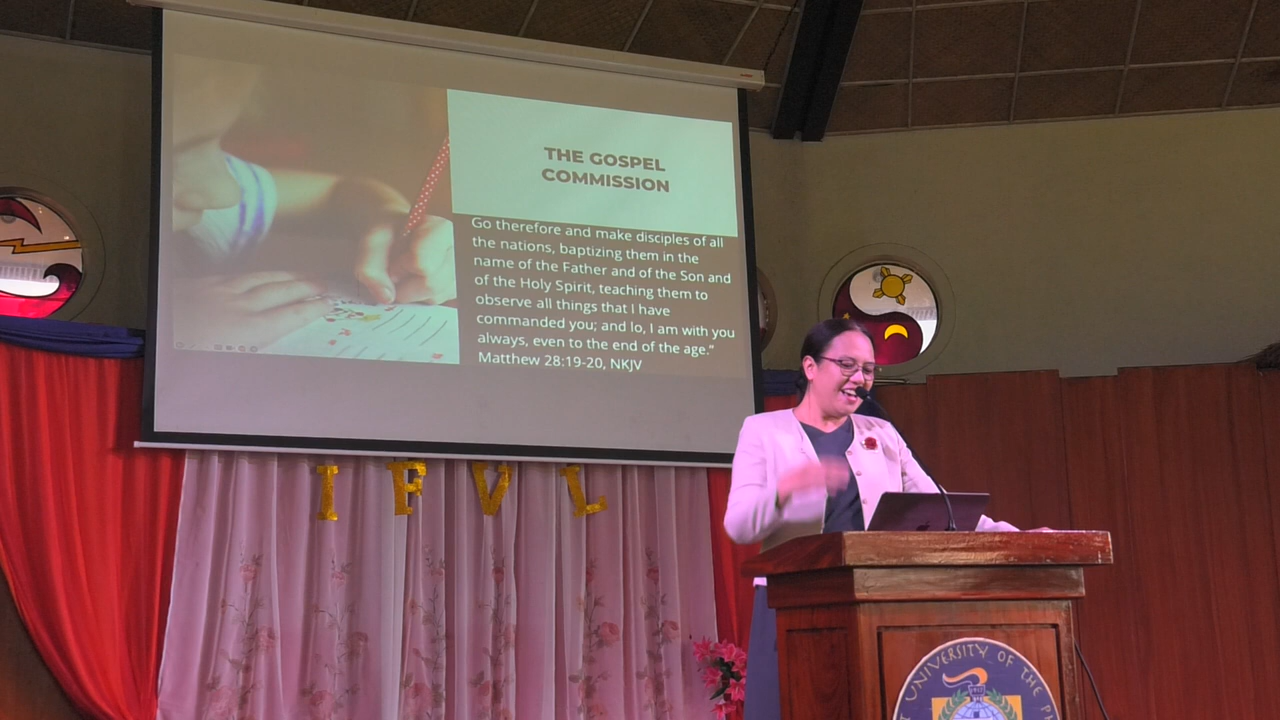 THE GOSPEL
COMMISSION
Go therefore and make disciples of all
the nations, baptizing them in the
name of the Father and of the Son and
of the Holy Spirit, teaching them to
observe all things that I have
commanded you; and lo, I am with you
always, even to the end of the age."
Matthew 28:19-20, NKJV
IFVL
UNIVERSITY OF THE